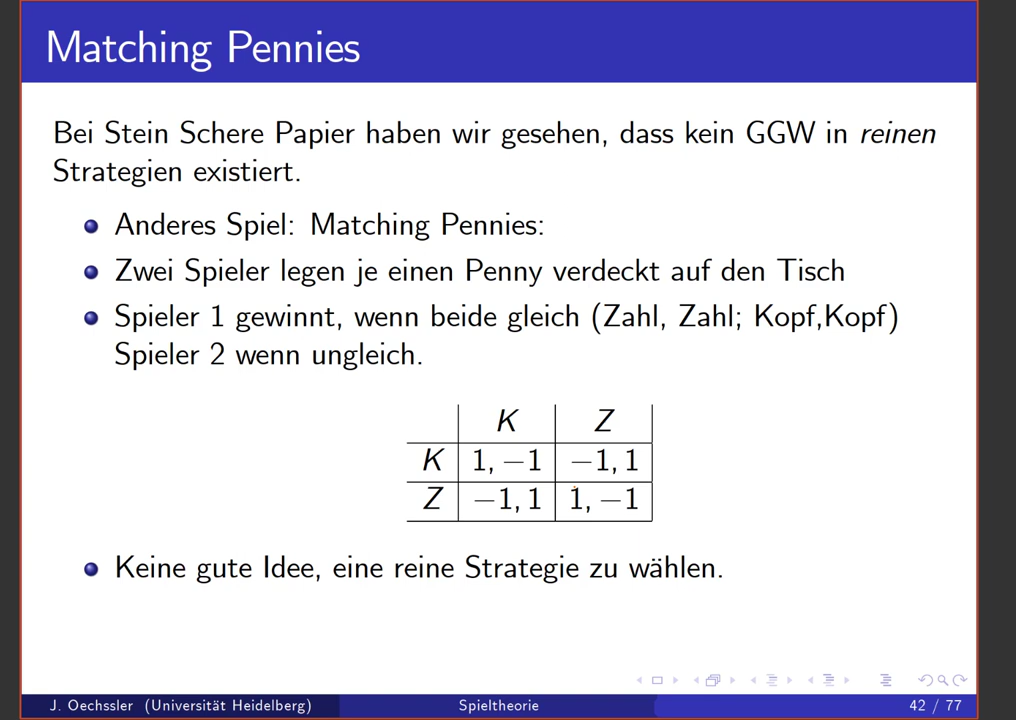 Matching Pennies
Bei Stein Schere Papier haben wir gesehen, dass kein GGW in reinen
Strategien existiert.
Anderes Spiel: Matching Pennies:
Zwei Spieler legen je einen Penny verdeckt auf den Tisch
Spieler 1 gewinnt, wenn beide gleich (Zahl, Zahl; Kopf,Kopf)
Spieler 2 wenn ungleich.
K Z
K 1, −1 −1, 1
Z −1, 1 1, −1
Keine gute Idee, eine reine Strategie zu wählen.
J. Oechssler (Universität Heidelberg) Spieltheorie 42 / 77